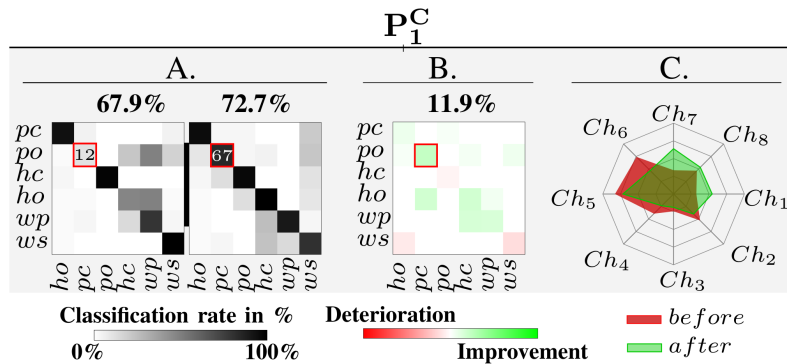 P_1^C
A. B. C.
67.9% 72.7% 11.9%
pc
po
hc
ho
wp
ws
12
67
ho pc po hc wp ws
ho pc po hc wp ws
pc
po
hc
ho
wp
ws
ho pc po hc wp ws
Ch7
Ch6 Ch8
Ch5 Ch1
Ch4 Ch2
Ch3
Classification rate in %
0% 100%
Deterioration
Improvement
before
after